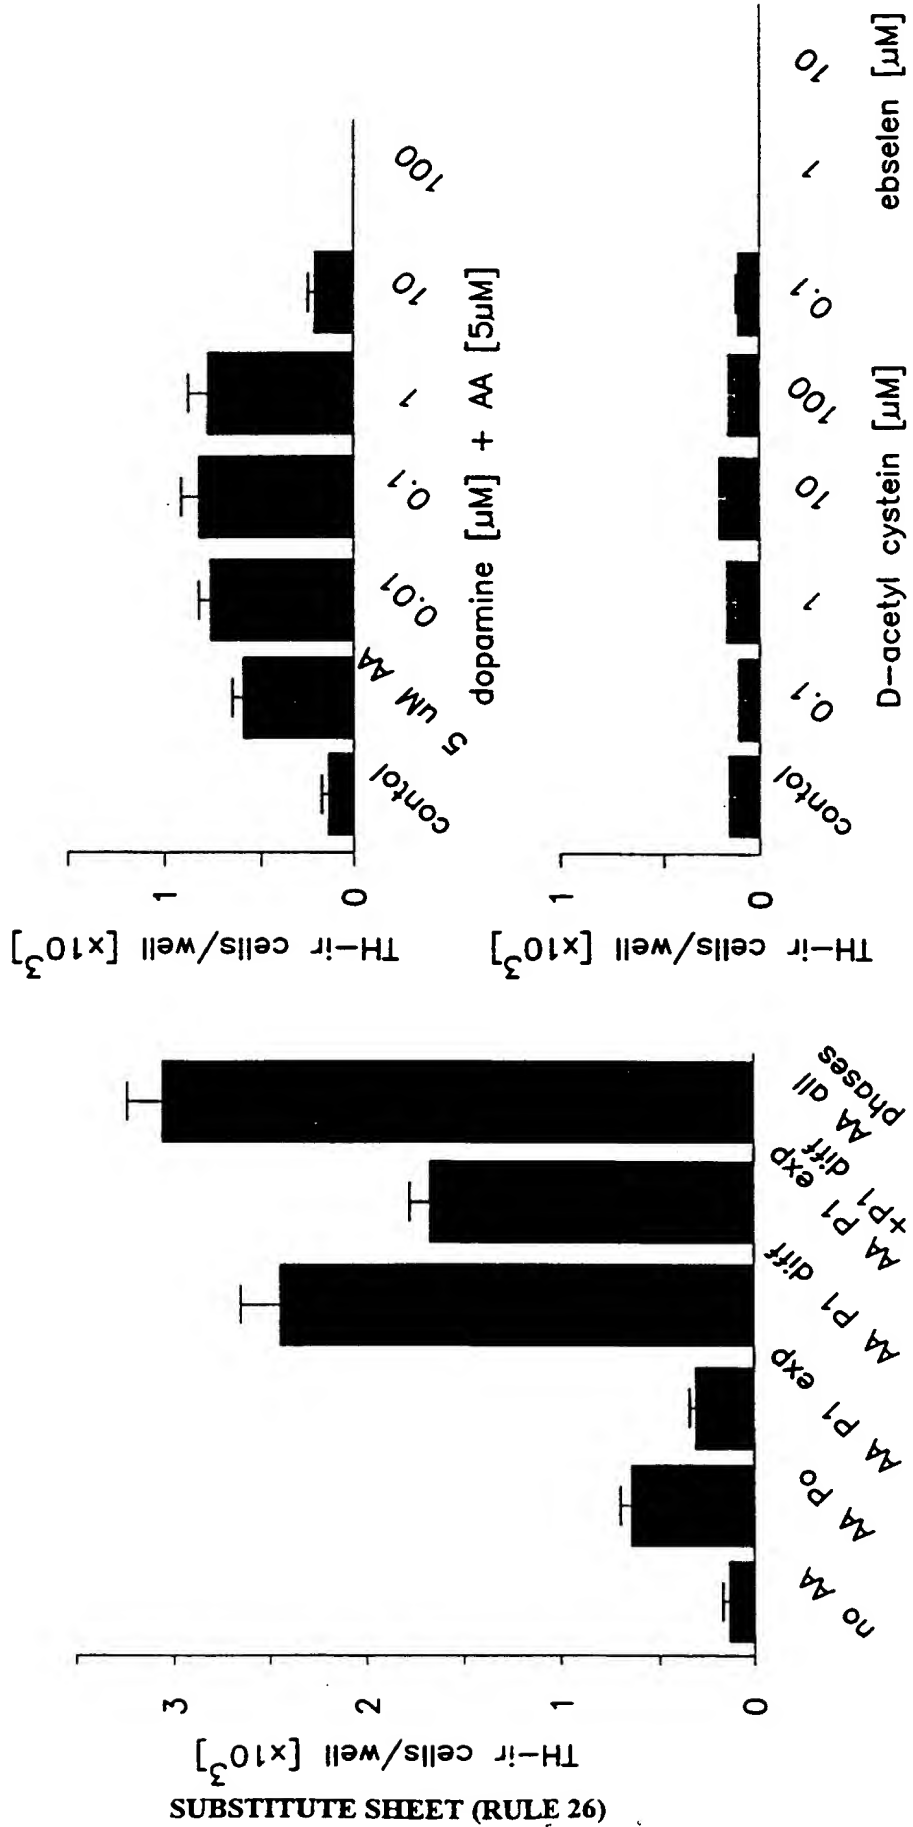 TH-ir cells/well [x10³]
3
2
1
0
no AA
AA Po
AA P1 exp
AA P1 diff
AA P1 exp
+P1 diff
AA all
phases
TH-ir cells/well [x10³]
1
0
contol
5 uM AA
0.01
0.1
1
10
100
dopamine [µM] + AA [5µM]
TH-ir cells/well [x10³]
1
0
contol
0.1
1
10
100
0.1
1
10
D-acetyl cystein [µM]
ebselen [µM]
SUBSTITUTE SHEET (RULE 26)